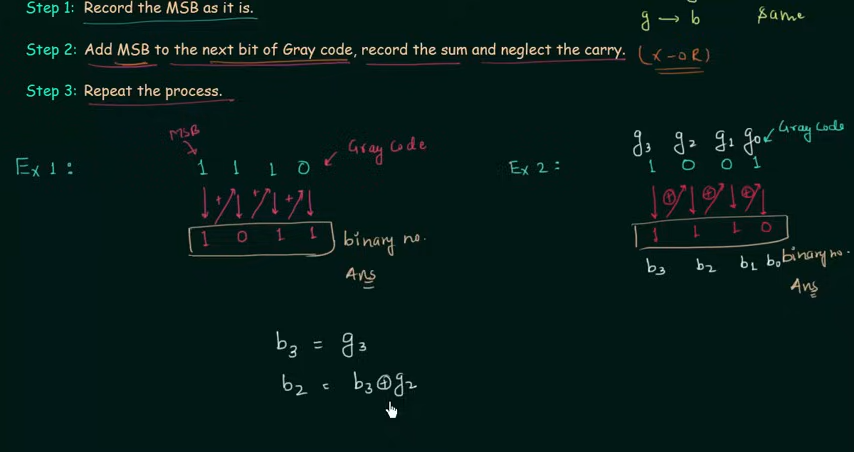 Step 1: Record the MSB as it is.
g → b same
Step 2: Add MSB to the next bit of Gray code, record the sum and neglect the carry. (X-OR)
Step 3: Repeat the process.
MSB
Ex 1: 1 1 1 0 Gray Code
+ + +
1 0 1 1 binary no.
Ans
g3 g2 g1 g0 Gray Code
Ex 2: 1 0 0 1
⊕ ⊕ ⊕
1 1 1 0 binary no.
b3 b2 b1 b0
Ans
b3 = g3
b2 = b3⊕g2